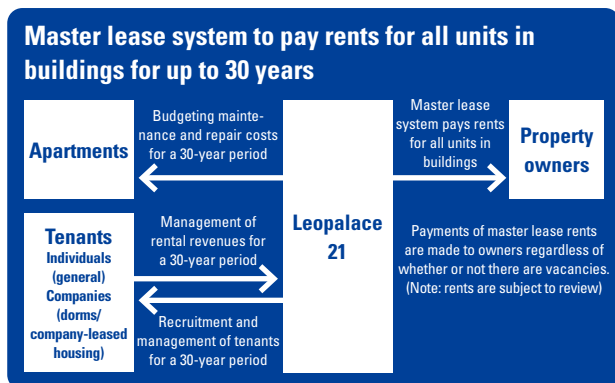 Master lease system to pay rents for all units in
buildings for up to 30 years
Apartments
Budgeting mainte-
nance and repair costs
for a 30-year period
Leopalace
21
Master lease
system pays rents
for all units in
buildings
Property
owners
Tenants
Individuals
(general)
Companies
(dorms/
company-leased
housing)
Management of
rental revenues for
a 30-year period
Recruitment and
management of tenants
for a 30-year period
Payments of master lease rents
are made to owners regardless of
whether or not there are vacancies.
(Note: rents are subject to review)